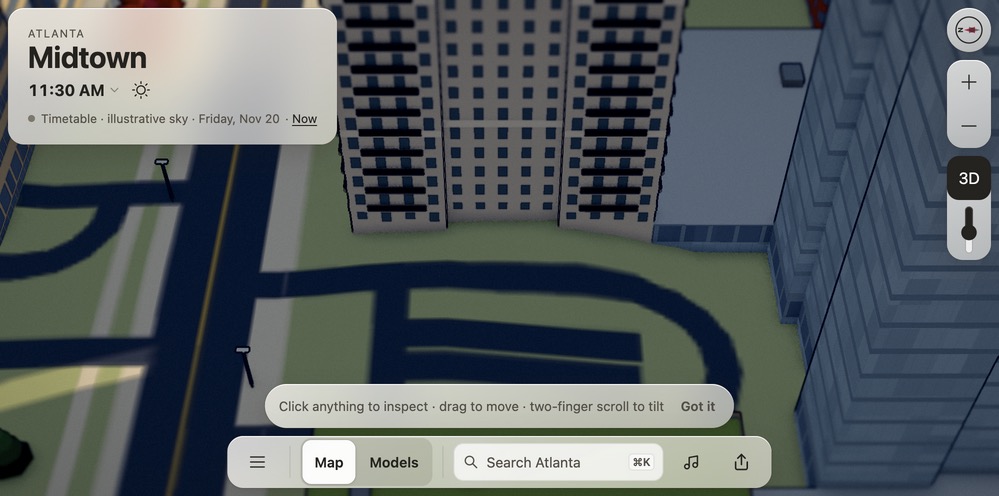 ATLANTA
Midtown
11:30 AM
Timetable · illustrative sky · Friday, Nov 20 · Now
N
3D
Click anything to inspect · drag to move · two-finger scroll to tilt Got it
Map Models Search Atlanta ⌘K